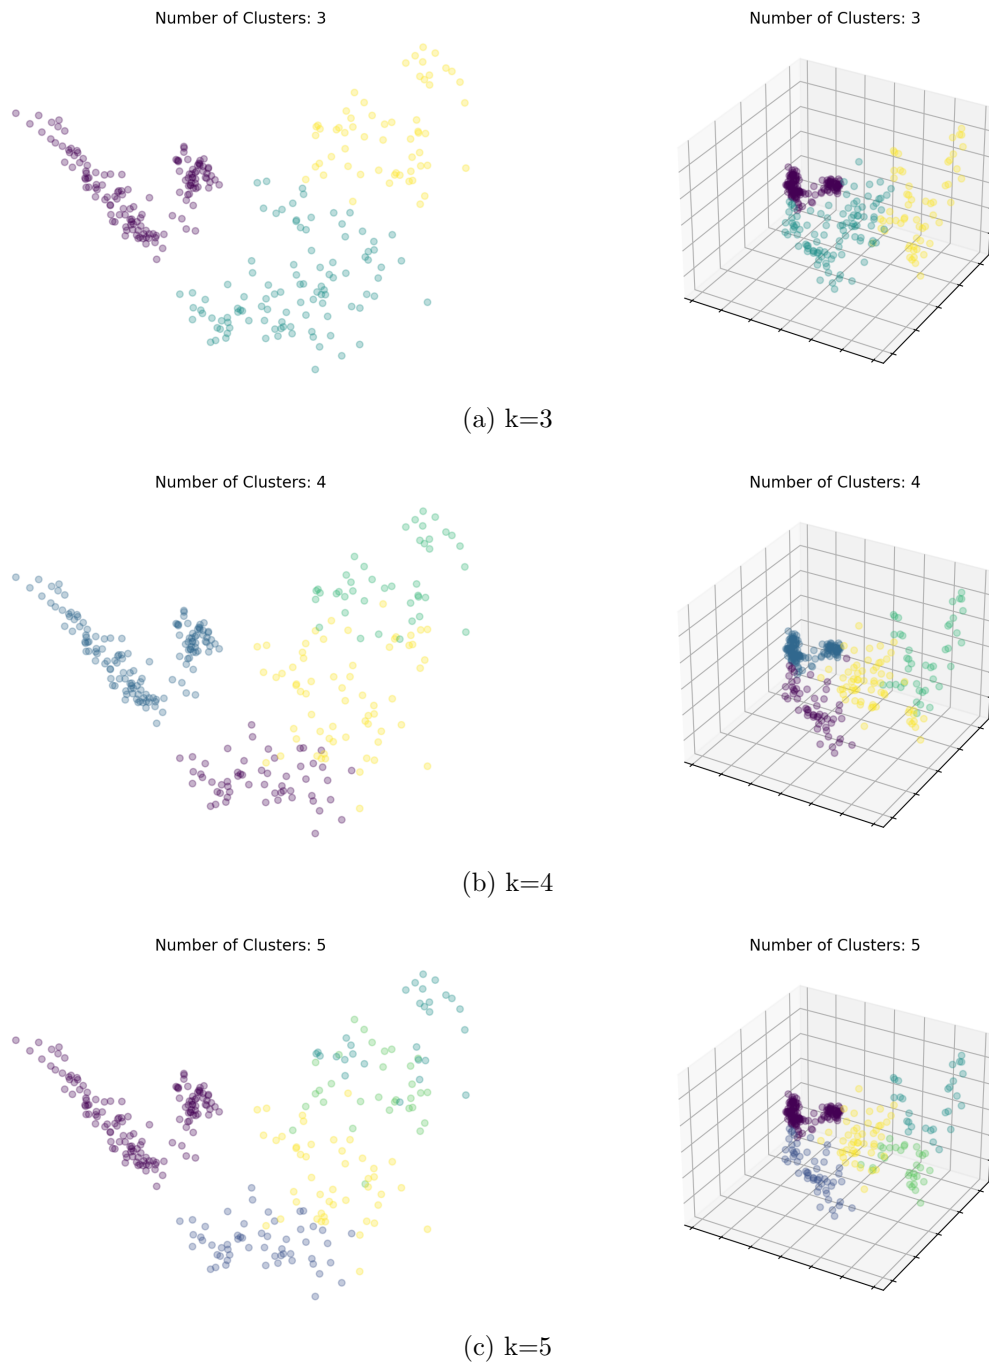 Number of Clusters: 3
Number of Clusters: 3
(a) k=3
Number of Clusters: 4
Number of Clusters: 4
(b) k=4
Number of Clusters: 5
Number of Clusters: 5
(c) k=5